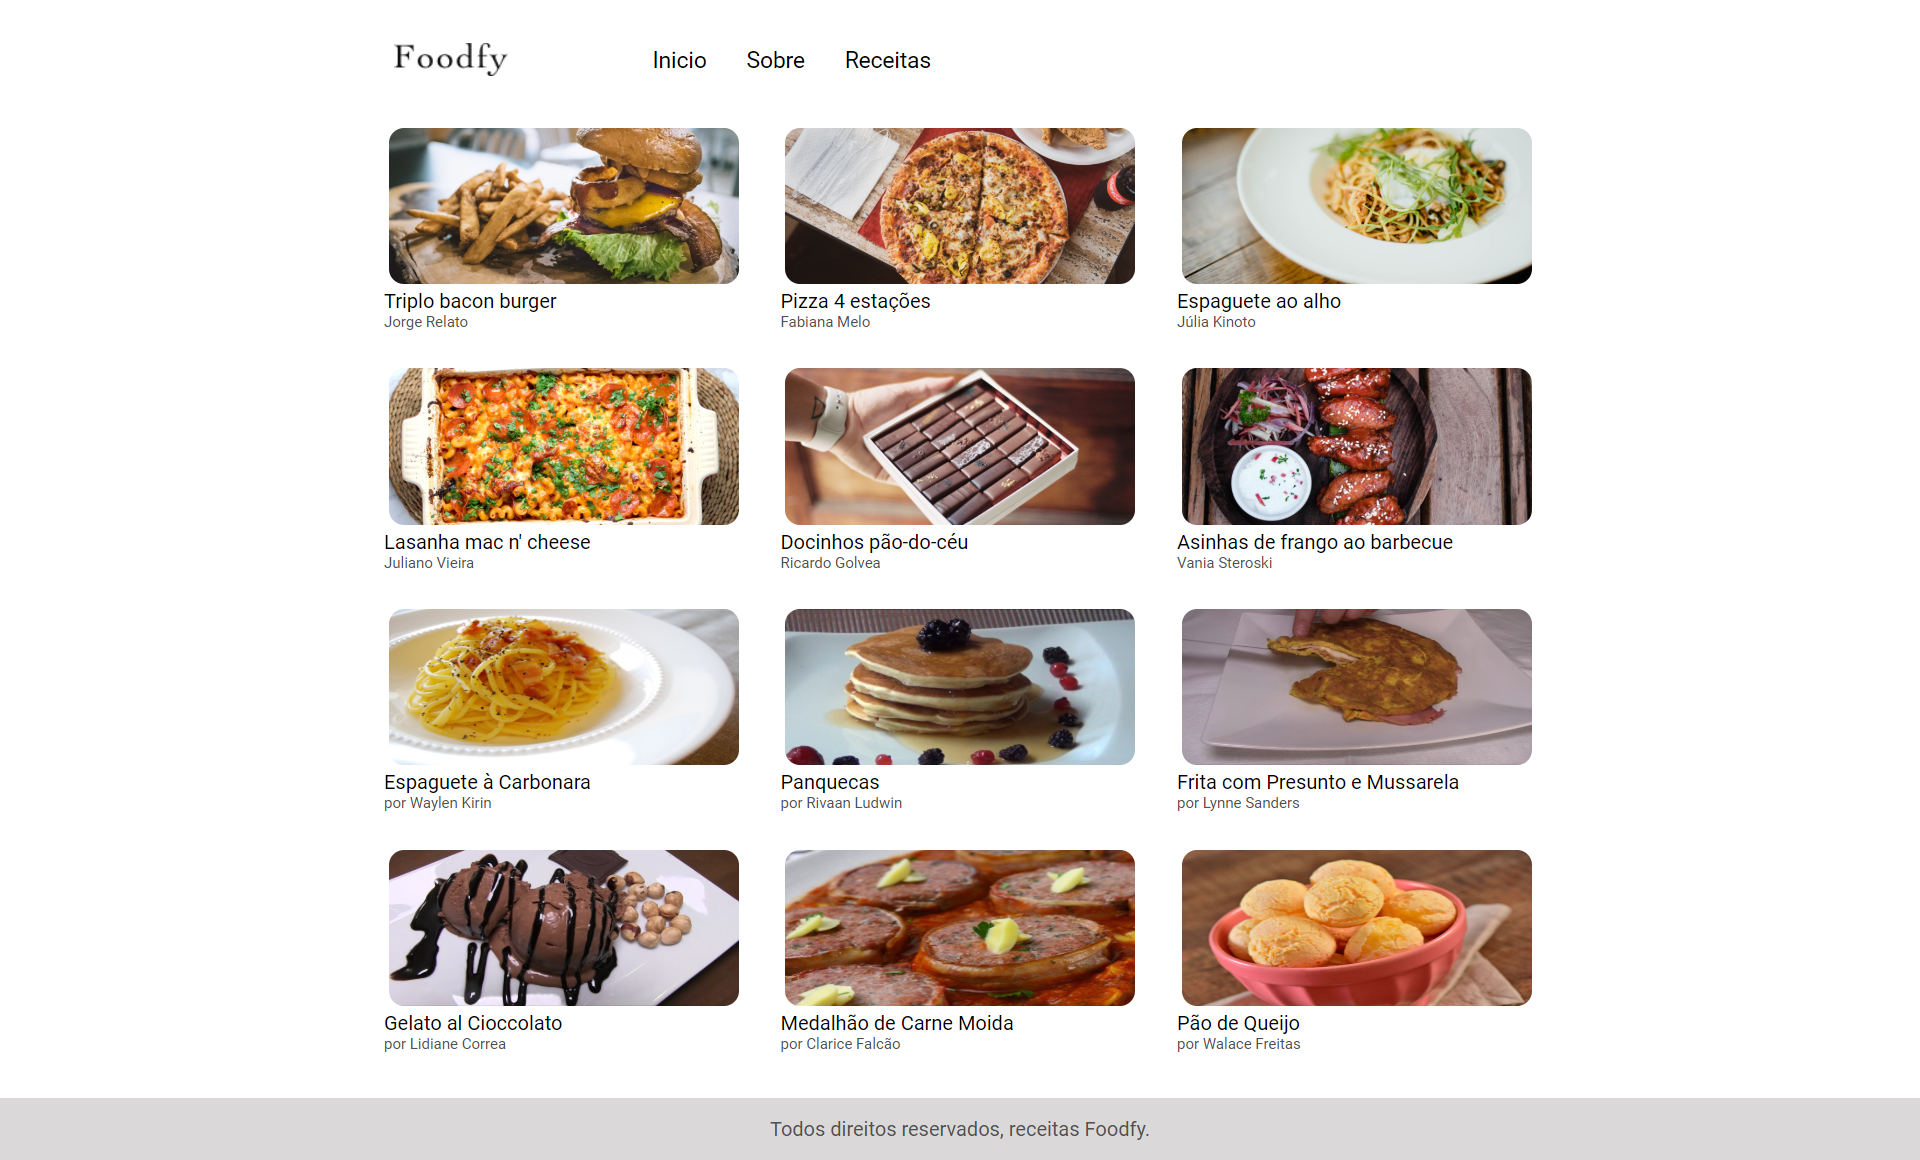 Foodfy
Inicio Sobre Receitas
Triplo bacon burger
Jorge Relato
Pizza 4 estações
Fabiana Melo
Espaguete ao alho
Júlia Kinoto
Lasanha mac n' cheese
Juliano Vieira
Docinhos pão-do-céu
Ricardo Golvea
Asinhas de frango ao barbecue
Vania Steroski
Espaguete à Carbonara
por Waylen Kirin
Panquecas
por Rivaan Ludwin
Frita com Presunto e Mussarela
por Lynne Sanders
Gelato al Cioccolato
por Lidiane Correa
Medalhão de Carne Moida
por Clarice Falcão
Pão de Queijo
por Walace Freitas
Todos direitos reservados, receitas Foodfy.